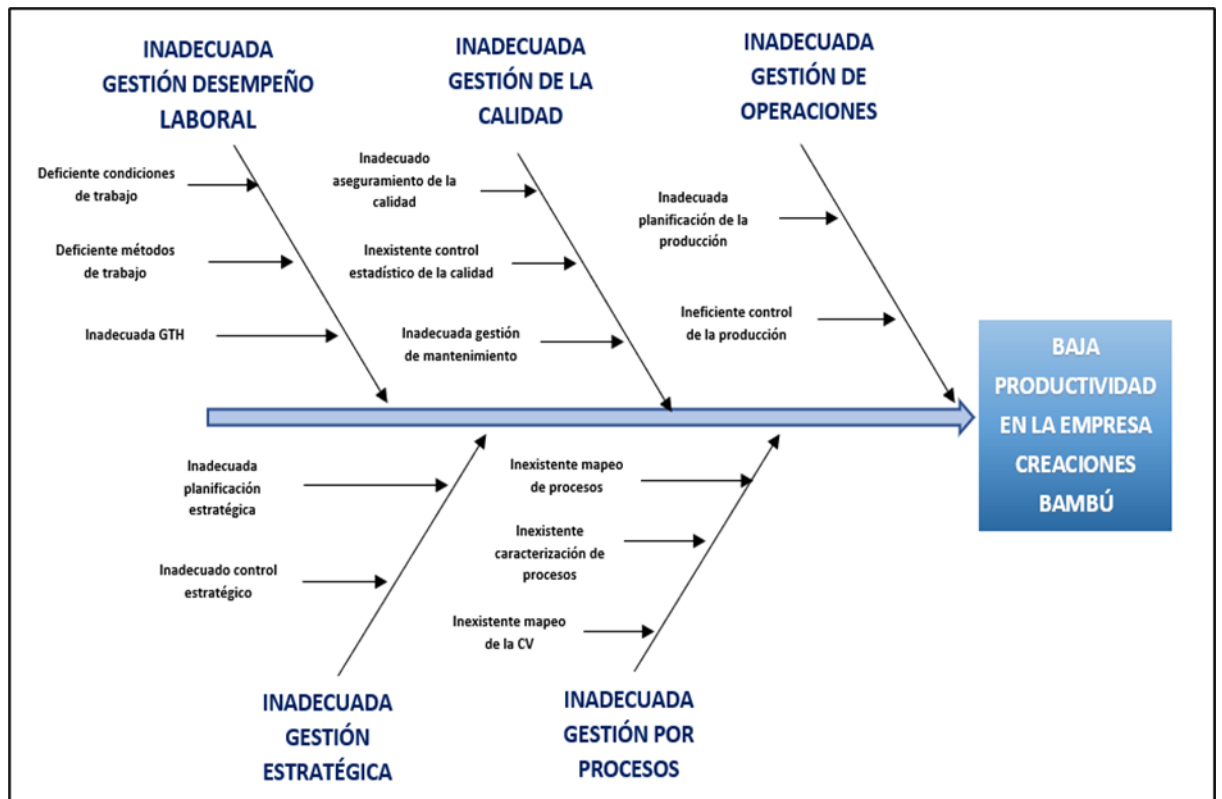 INADECUADA
GESTIÓN DESEMPEÑO
LABORAL
INADECUADA
GESTIÓN DE LA
CALIDAD
INADECUADA
GESTIÓN DE
OPERACIONES
Deficiente condiciones
de trabajo
Deficiente métodos
de trabajo
Inadecuada GTH
Inadecuado
aseguramiento de la
calidad
Inexistente control
estadístico de la calidad
Inadecuada gestión
de mantenimiento
Inadecuada
planificación de la
producción
Ineficiente control
de la producción
BAJA
PRODUCTIVIDAD
EN LA EMPRESA
CREACIONES
BAMBÚ
Inadecuada
planificación
estratégica
Inadecuado control
estratégico
Inexistente mapeo
de procesos
Inexistente
caracterización de
procesos
Inexistente mapeo
de la CV
INADECUADA
GESTIÓN
ESTRATÉGICA
INADECUADA
GESTIÓN POR
PROCESOS